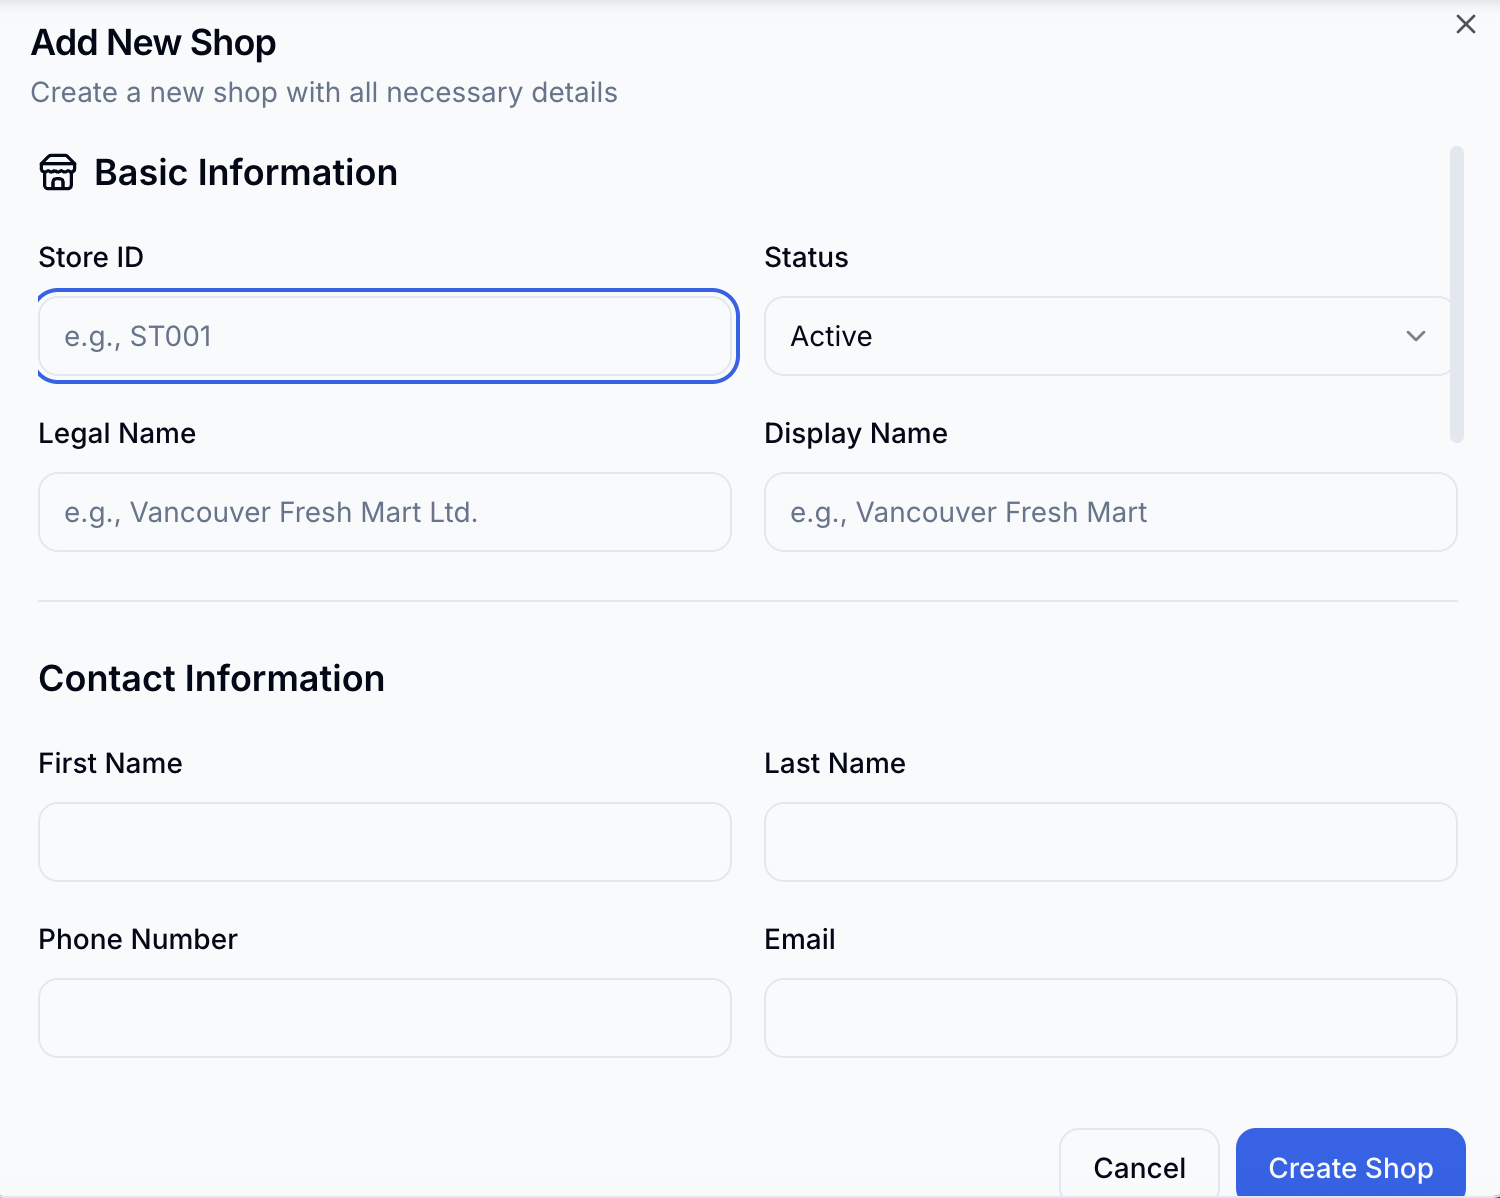 Add New Shop
Create a new shop with all necessary details
Basic Information
Store ID
Status
e.g., ST001
Active
Legal Name
Display Name
e.g., Vancouver Fresh Mart Ltd.
e.g., Vancouver Fresh Mart
Contact Information
First Name
Last Name
Phone Number
Email
Cancel
Create Shop